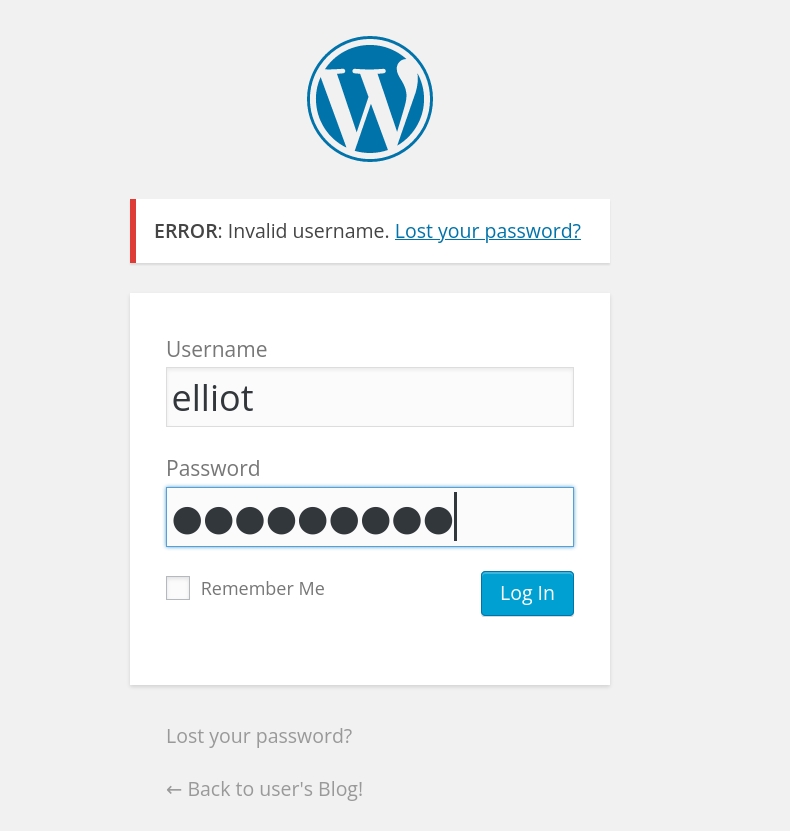 ERROR: Invalid username. Lost your password?
Username
elliot
Password
●●●●●●●●●
Remember Me
Log In
Lost your password?
← Back to user's Blog!